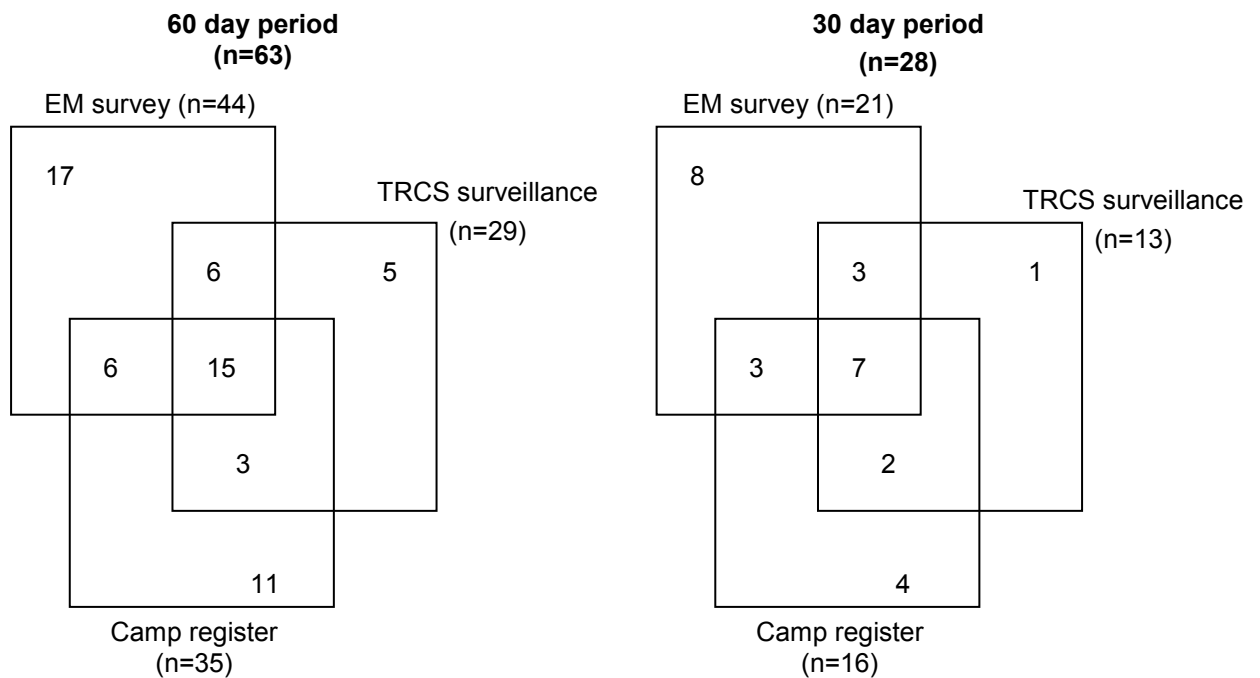 60 day period
(n=63)
EM survey (n=44)
17
TRCS surveillance
(n=29)
6
5
6
15
3
11
Camp register
(n=35)
30 day period
(n=28)
EM survey (n=21)
8
TRCS surveillance
(n=13)
3
1
3
7
2
4
Camp register
(n=16)